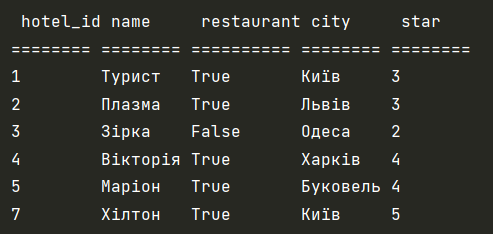 hotel_id name restaurant city star
======== ======== ========== ======== ========
1 Турист True Київ 3
2 Плазма True Львів 3
3 Зірка False Одеса 2
4 Вікторія True Харків 4
5 Маріон True Буковель 4
7 Хілтон True Київ 5